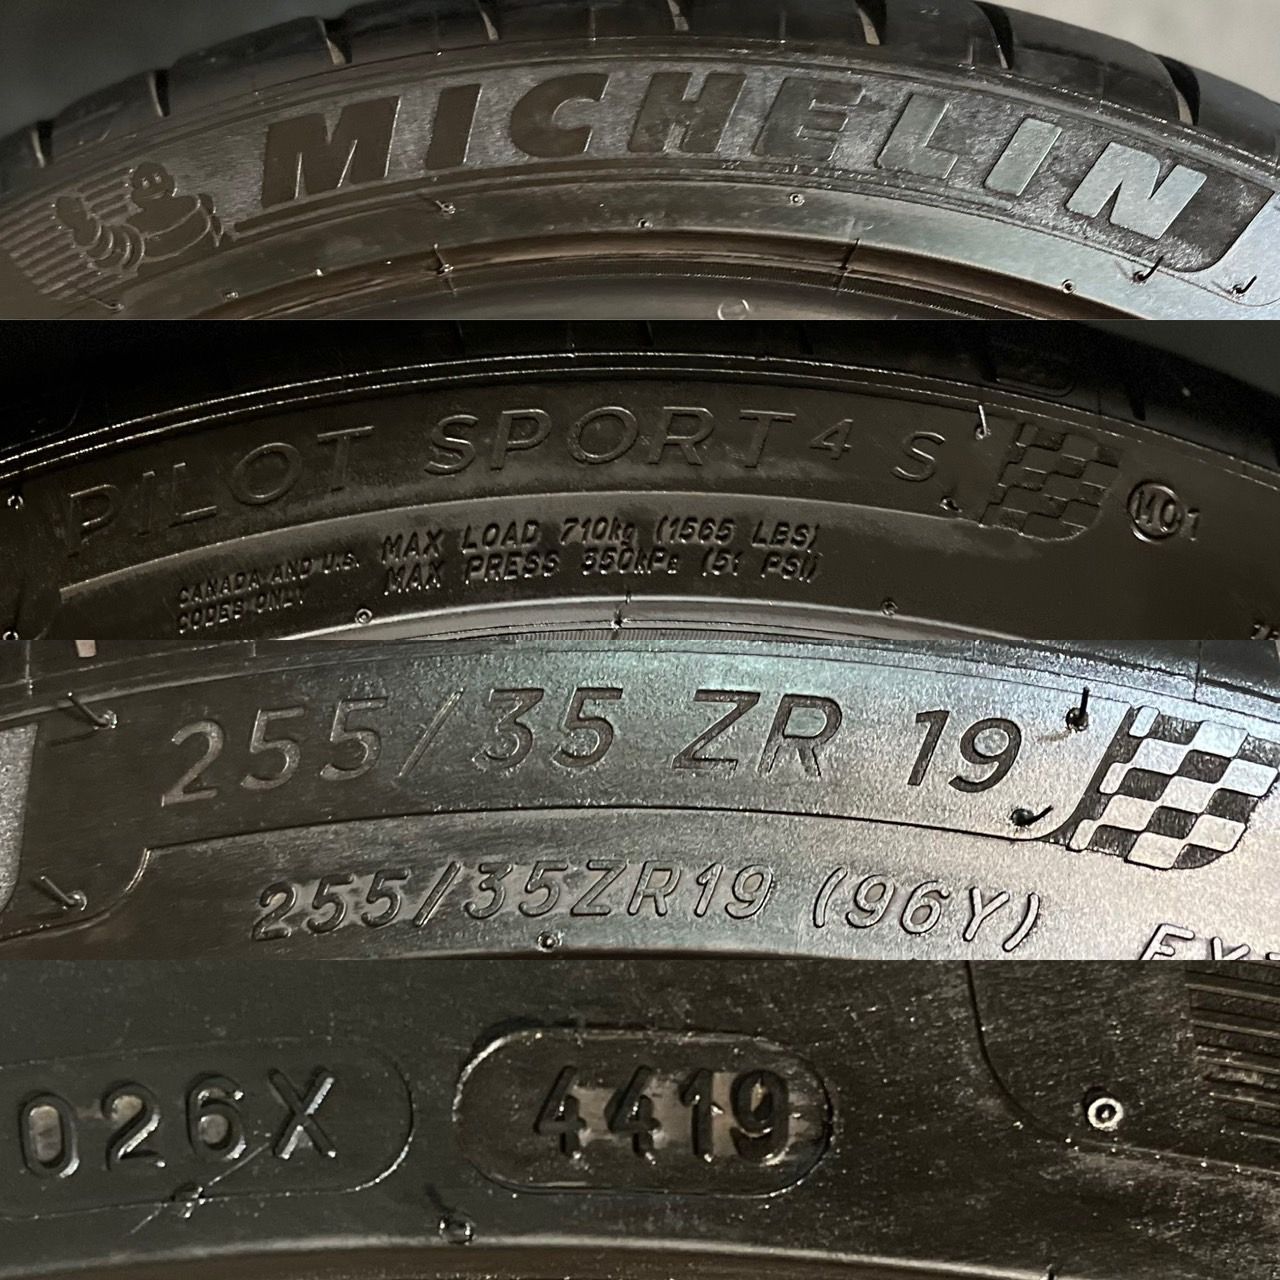 MICHELIN
PILOT SPORT 4 S
MO1
CANADA AND U.S.
CODES ONLY
MAX LOAD 710kg (1565 LBS)
MAX PRESS 350kPa (51 PSI)
255/35 ZR 19
255/35ZR19 (96Y)
026X
4419